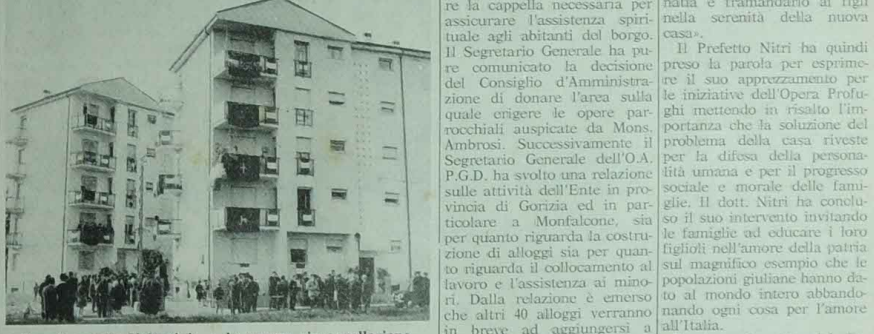 re la cappella necessaria per
assicurare l'assistenza spiri-
tuale agli abitanti del borgo.
Il Segretario Generale ha pu-
re comunicato la decisione
del Consiglio d'Amministra-
zione di donare l'area sulla
quale erigere le opere par-
rocchiali auspicate da Mons.
Ambrosi. Successivamente il
Segretario Generale dell'O.A.
P.G.D. ha svolto una relazione
sulle attività dell'Ente in pro-
vincia di Gorizia ed in par-
ticolare a Monfalcone, sia
per quanto riguarda la costru-
zione di alloggi sia per quan-
to riguarda il collocamento al
lavoro e l'assistenza ai mino-
ri. Dalla relazione è emerso
che altri 40 alloggi verranno
in breve ad aggiungersi a
e tramandarlo ai figli
nella serenità della nuova
casa».
Il Prefetto Nitri ha quindi
preso la parola per esprime-
re il suo apprezzamento per
le iniziative dell'Opera Profu-
ghi mettendo in risalto l'im-
portanza che la soluzione del
problema della casa riveste
per la difesa della persona-
lità umana e per il progresso
sociale e morale delle fami-
glie. Il dott. Nitri ha conclu-
so il suo intervento invitando
le famiglie ad educare i loro
figlioli nell'amore della patria
sul magnifico esempio che le
popolazioni giuliane hanno da-
to al mondo intero abbando-
nando ogni cosa per l'amore
all'Italia.